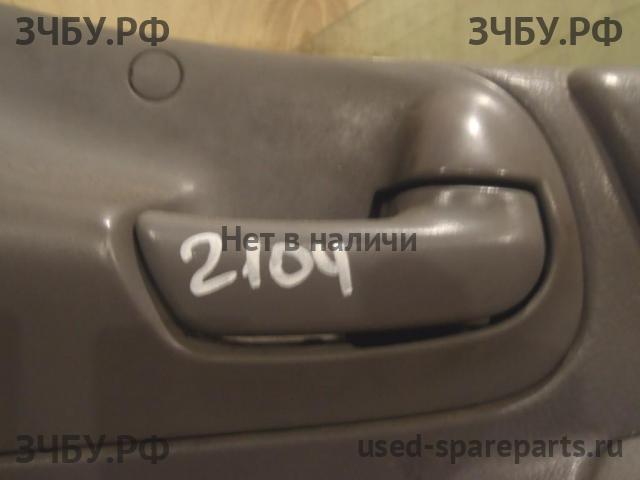 ЗЧБУ.РФ ЗЧБУ.РФ
Нет в наличи
2104
ЗЧБУ.РФ used-spareparts.ru